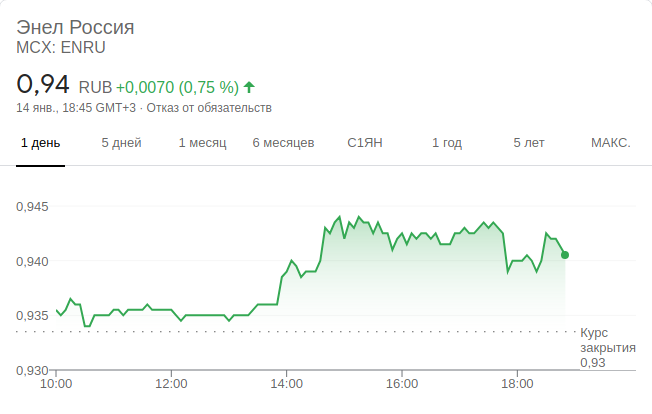 Энел Россия
MCX: ENRU
0,94 RUB +0,0070 (0,75 %)
14 янв., 18:45 GMT+3 · Отказ от обязательств
1 день 5 дней 1 месяц 6 месяцев С1ЯН 1 год 5 лет МАКС.
0,945
0,940
0,935
0,930
Курс
закрытия
0,93
10:00 12:00 14:00 16:00 18:00